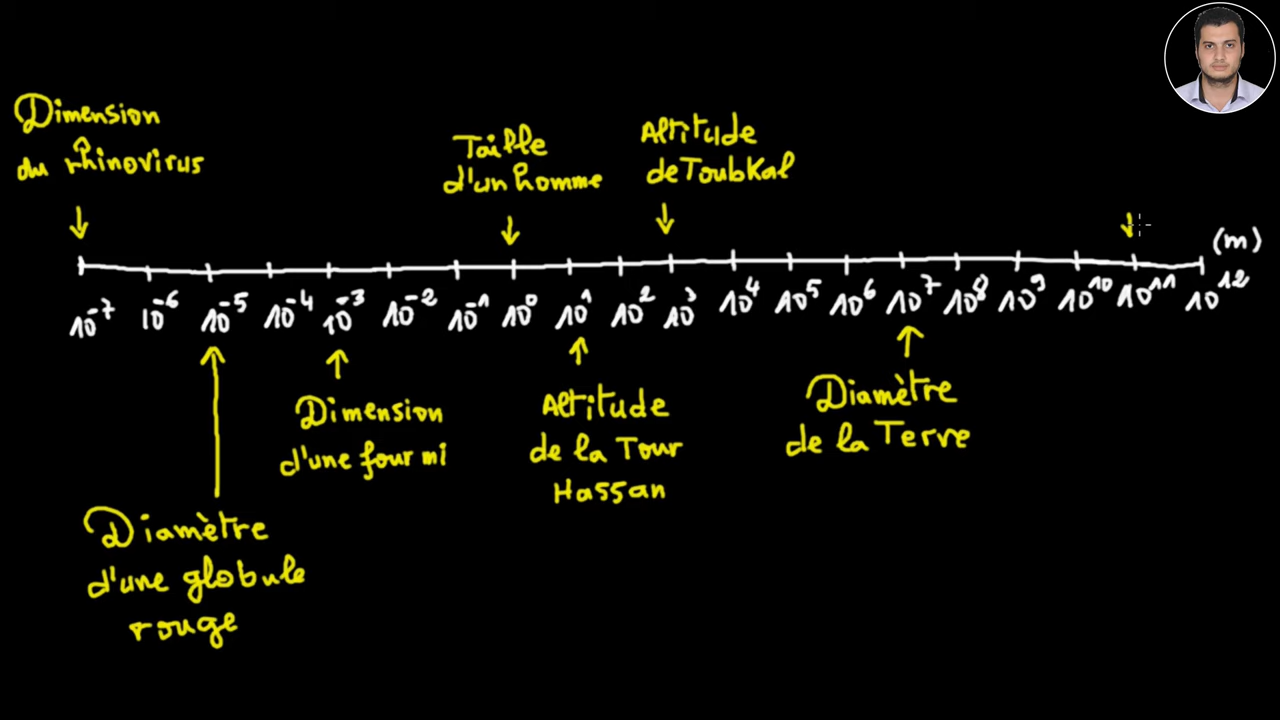 Dimension
du rhinovirus
Taille
d'un homme
Altitude
de Toubkal
(m)
10⁻⁷ 10⁻⁶ 10⁻⁵ 10⁻⁴ 10⁻³ 10⁻² 10⁻¹ 10⁰ 10¹ 10² 10³ 10⁴ 10⁵ 10⁶ 10⁷ 10⁸ 10⁹ 10¹⁰ 10¹¹ 10¹²
Dimension
d'une fourmi
Altitude
de la Tour
Hassan
Diamètre
de la Terre
Diamètre
d'une globule
rouge